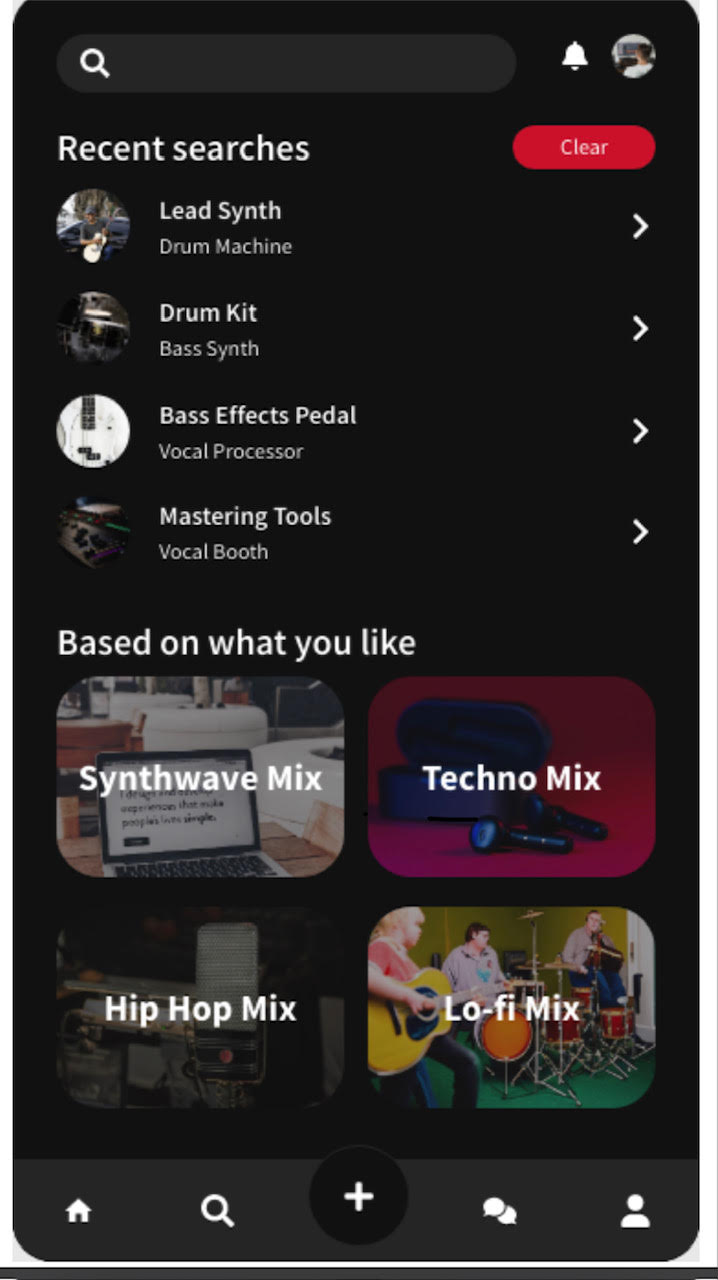 Recent searches
Clear
Lead Synth
Drum Machine
Drum Kit
Bass Synth
Bass Effects Pedal
Vocal Processor
Mastering Tools
Vocal Booth
Based on what you like
Synthwave Mix
I design and develop
experiences that make
people's lives simple.
Techno Mix
Hip Hop Mix
Lo-fi Mix